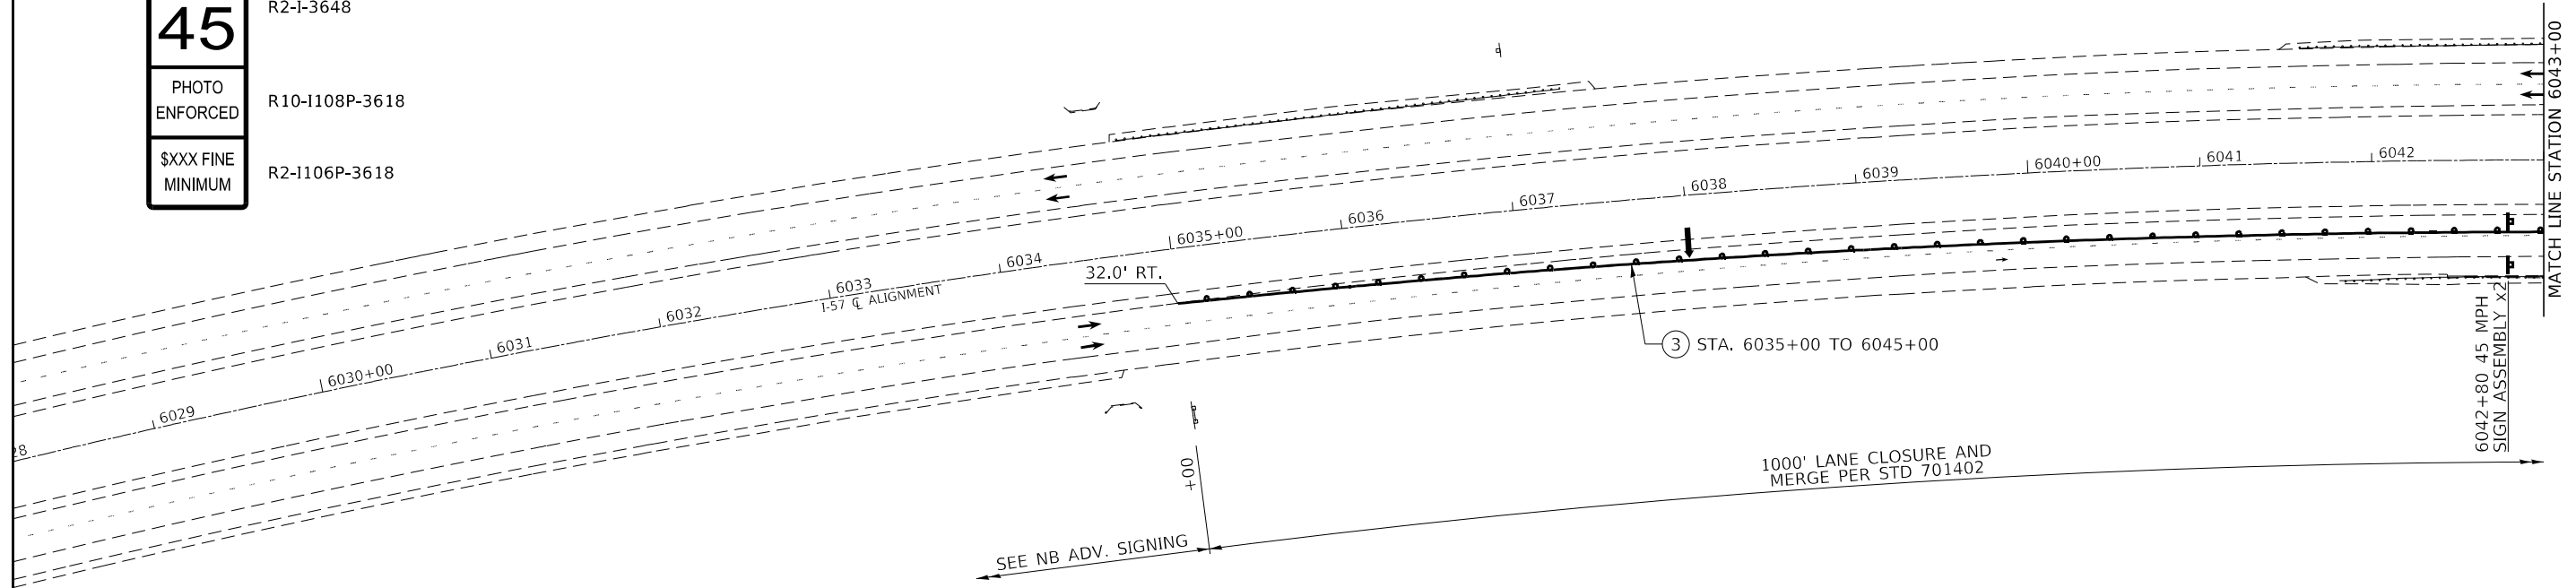 45
PHOTO
ENFORCED
$XXX FINE
MINIMUM
R2-I-3648
R10-I108P-3618
R2-I106P-3618
28
6029
6030+00
6031
6032
6033
6034
6035+00
6036
6037
6038
6039
6040+00
6041
6042
I-57 ℄ ALIGNMENT
32.0' RT.
3 STA. 6035+00 TO 6045+00
MATCH LINE STATION 6043+00
6042+80 45 MPH
SIGN ASSEMBLY x2
+00
SEE NB ADV. SIGNING
1000' LANE CLOSURE AND
MERGE PER STD 701402